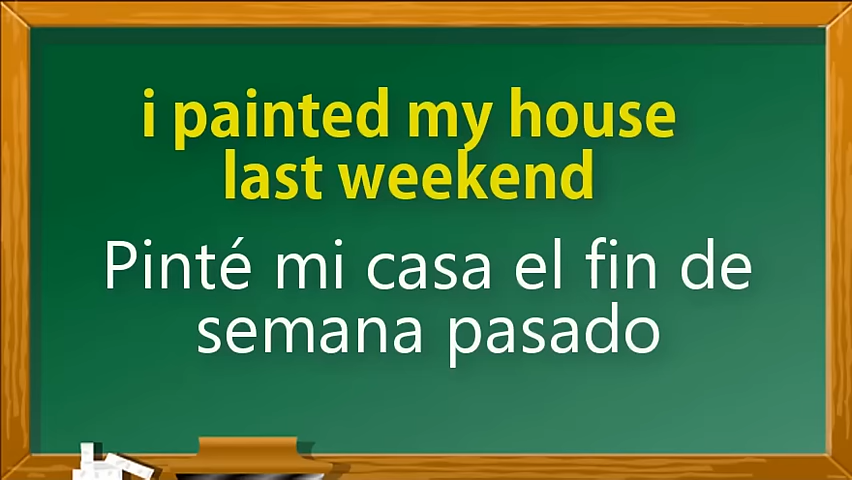 i painted my house
last weekend
Pinté mi casa el fin de
semana pasado